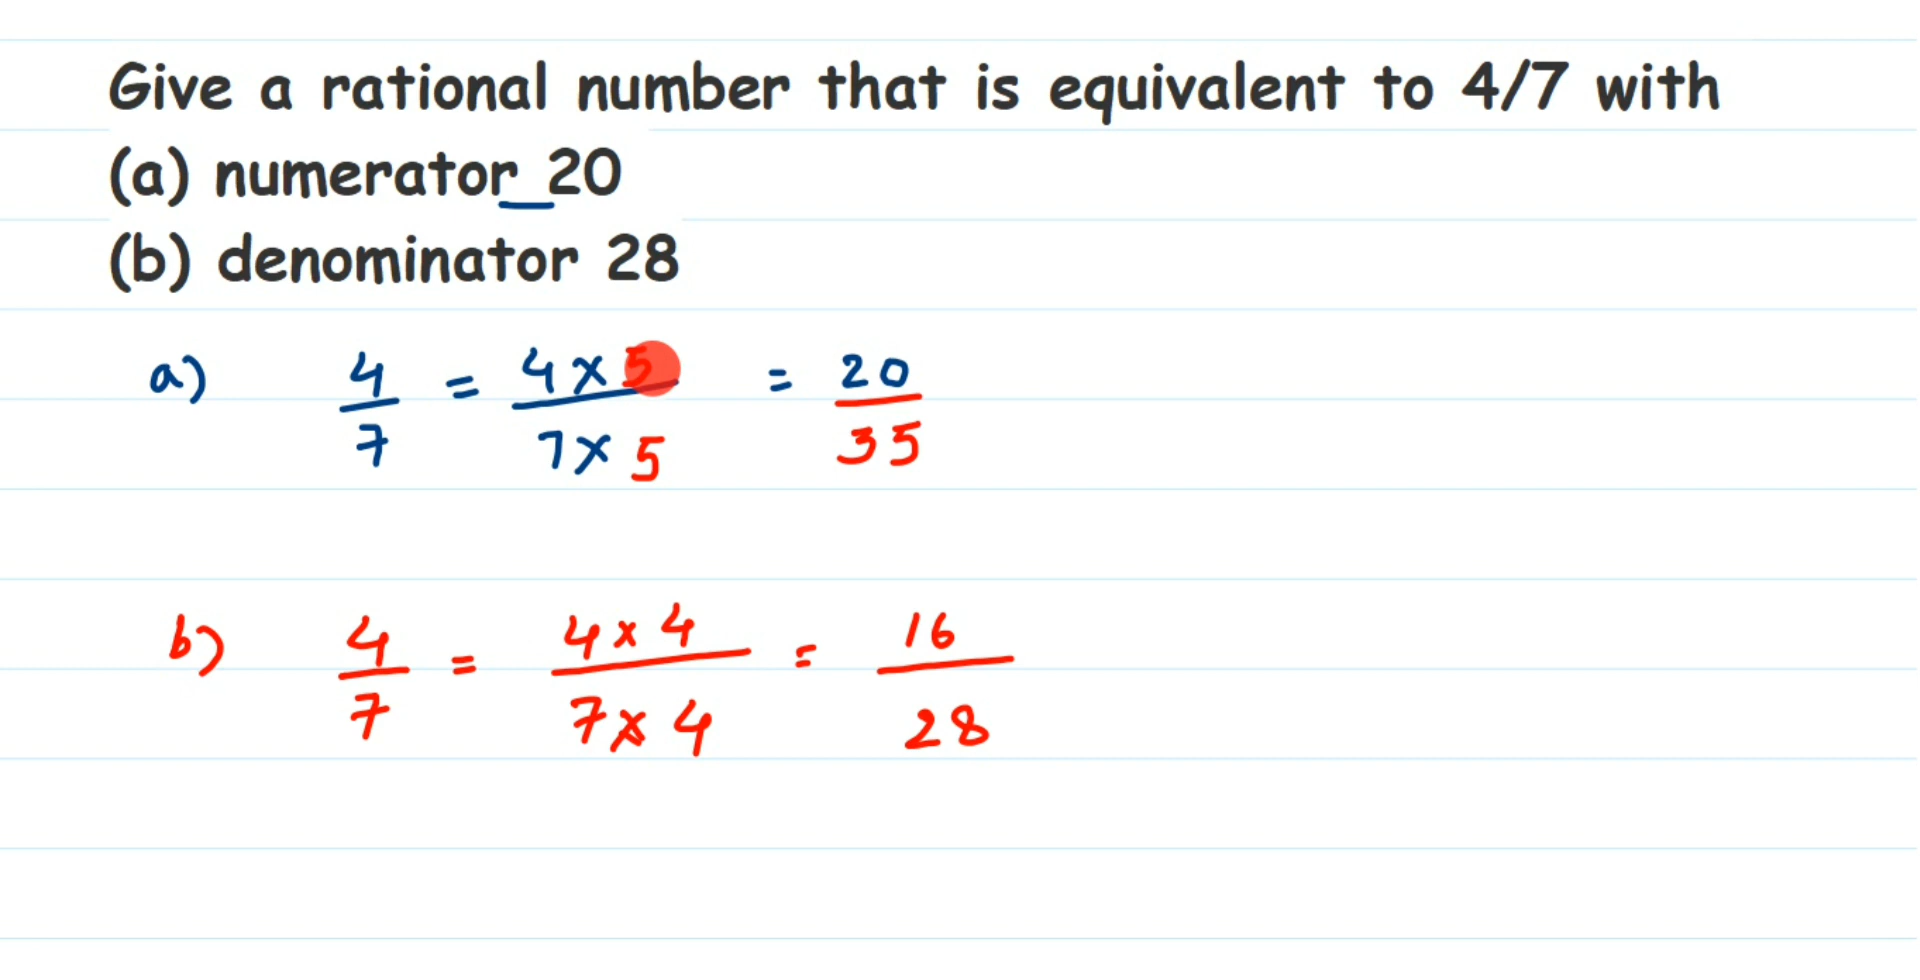 Give a rational number that is equivalent to 4/7 with
(a) numerator 20
(b) denominator 28
a) 4/7 = 4 x 5 / 7 x 5 = 20/35
b) 4/7 = 4 x 4 / 7 x 4 = 16/28